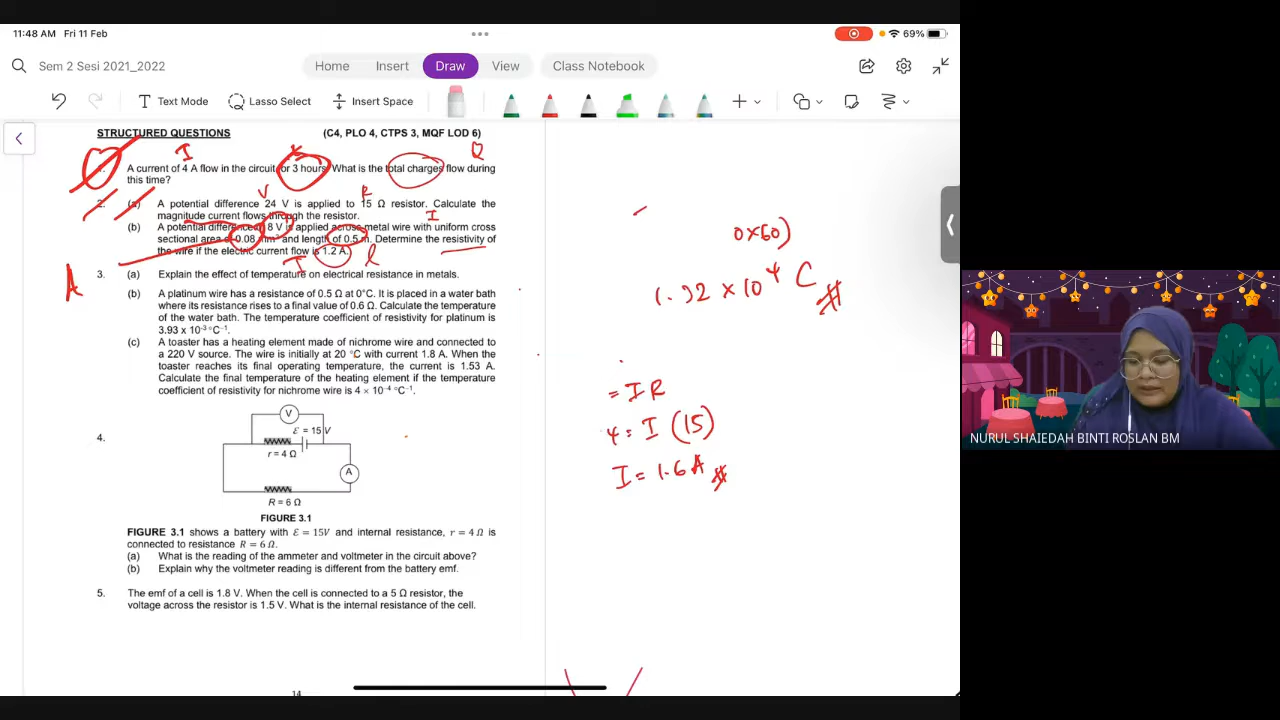 11:48 AM Fri 11 Feb
69%
Sem 2 Sesi 2021_2022
Home Insert Draw View Class Notebook
Text Mode Lasso Select Insert Space
STRUCTURED QUESTIONS (C4, PLO 4, CTPS 3, MQF LOD 6)
I Q
A current of 4 A flow in the circuit for 3 hours. What is the total charges flow during
this time?
V R
2. (a) A potential difference 24 V is applied to 15 Ω resistor. Calculate the
magnitude current flows through the resistor.
I
(b) A potential difference 8 V is applied across metal wire with uniform cross
sectional area of 0.08 mm² and length of 0.5 m. Determine the resistivity of
the wire if the electric current flow is 1.2 A.
I l
A
3. (a) Explain the effect of temperature on electrical resistance in metals.
(b) A platinum wire has a resistance of 0.5 Ω at 0°C. It is placed in a water bath
where its resistance rises to a final value of 0.6 Ω. Calculate the temperature
of the water bath. The temperature coefficient of resistivity for platinum is
3.93 x 10⁻³ °C⁻¹.
(c) A toaster has a heating element made of nichrome wire and connected to
a 220 V source. The wire is initially at 20 °C with current 1.8 A. When the
toaster reaches its final operating temperature, the current is 1.53 A.
Calculate the final temperature of the heating element if the temperature
coefficient of resistivity for nichrome wire is 4 × 10⁻⁴ °C⁻¹.
4.
V
ℰ = 15 V
r = 4 Ω
A
R = 6 Ω
FIGURE 3.1
FIGURE 3.1 shows a battery with ℰ = 15V and internal resistance, r = 4 Ω is
connected to resistance R = 6 Ω.
(a) What is the reading of the ammeter and voltmeter in the circuit above?
(b) Explain why the voltmeter reading is different from the battery emf.
5. The emf of a cell is 1.8 V. When the cell is connected to a 5 Ω resistor, the
voltage across the resistor is 1.5 V. What is the internal resistance of the cell.
14
0x60)
× 10⁴ C
= IR
4 = I (15)
I = 1.6 A
NURUL SHAIEDAH BINTI ROSLAN BM